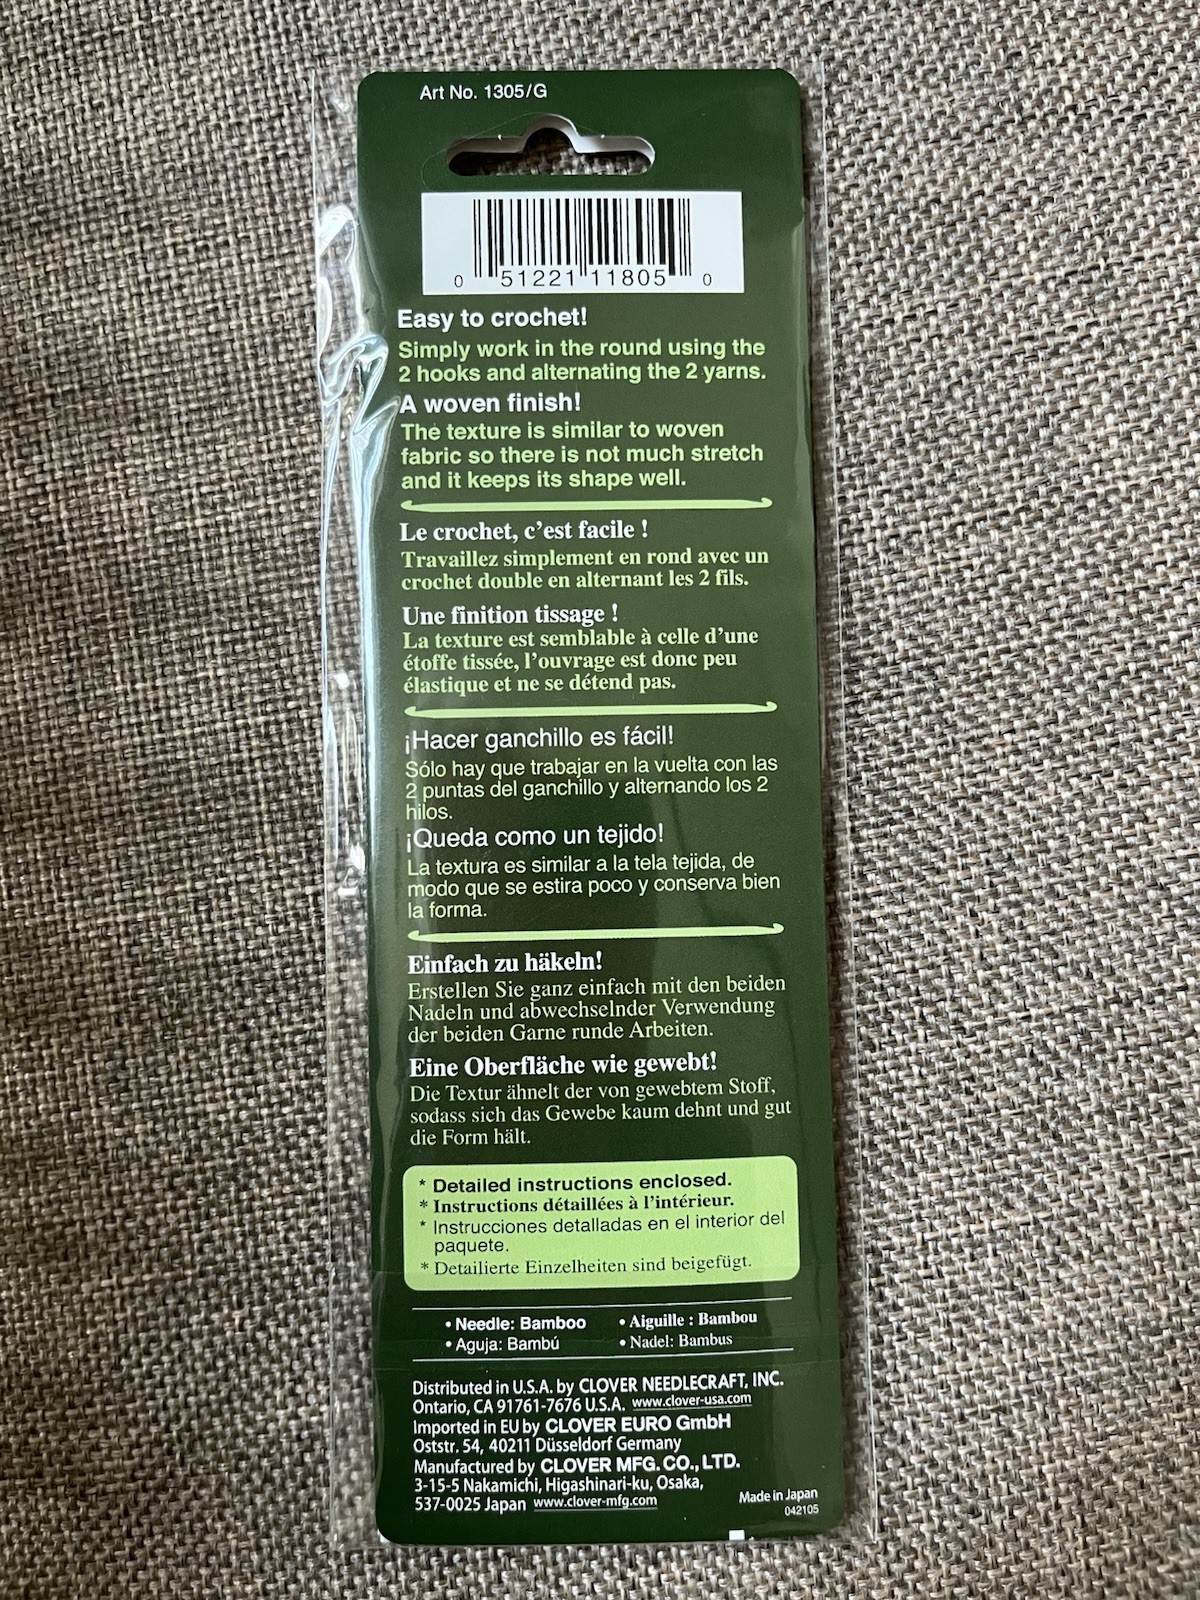 Art No. 1305/G
0 51221 11805 0
Easy to crochet!
Simply work in the round using the
2 hooks and alternating the 2 yarns.
A woven finish!
The texture is similar to woven
fabric so there is not much stretch
and it keeps its shape well.
Le crochet, c'est facile !
Travaillez simplement en rond avec un
crochet double en alternant les 2 fils.
Une finition tissage !
La texture est semblable à celle d'une
étoffe tissée, l'ouvrage est donc peu
élastique et ne se détend pas.
¡Hacer ganchillo es fácil!
Sólo hay que trabajar en la vuelta con las
2 puntas del ganchillo y alternando los 2
hilos.
¡Queda como un tejido!
La textura es similar a la tela tejida, de
modo que se estira poco y conserva bien
la forma.
Einfach zu häkeln!
Erstellen Sie ganz einfach mit den beiden
Nadeln und abwechselnder Verwendung
der beiden Garne runde Arbeiten.
Eine Oberfläche wie gewebt!
Die Textur ähnelt der von gewebtem Stoff,
sodass sich das Gewebe kaum dehnt und gut
die Form hält.
* Detailed instructions enclosed.
* Instructions détaillées à l'intérieur.
* Instrucciones detalladas en el interior del
paquete.
* Detailierte Einzelheiten sind beigefügt.
• Needle: Bamboo • Aiguille : Bambou
• Aguja: Bambú • Nadel: Bambus
Distributed in U.S.A. by CLOVER NEEDLECRAFT, INC.
Ontario, CA 91761-7676 U.S.A. www.clover-usa.com
Imported in EU by CLOVER EURO GmbH
Oststr. 54, 40211 Düsseldorf Germany
Manufactured by CLOVER MFG. CO., LTD.
3-15-5 Nakamichi, Higashinari-ku, Osaka,
537-0025 Japan www.clover-mfg.com
Made in Japan
042105